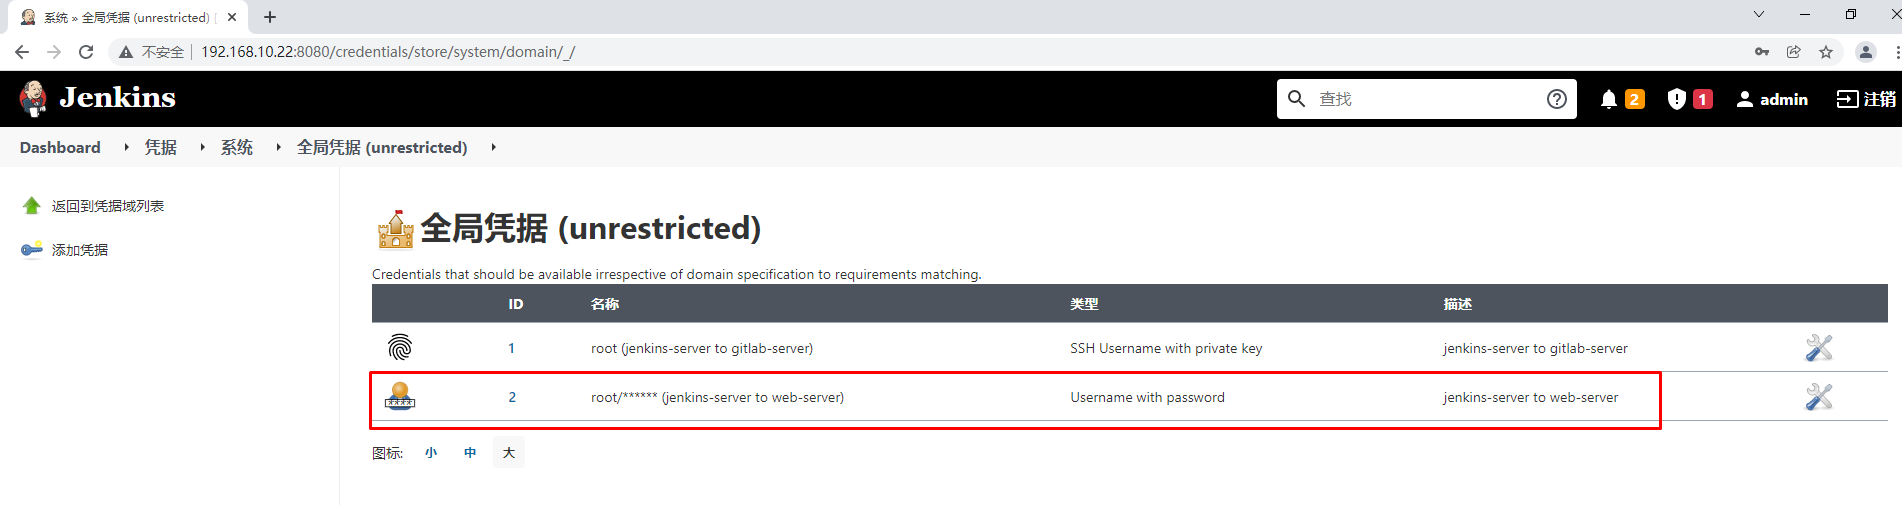 系统 » 全局凭据 (unrestricted) [
不安全 192.168.10.22:8080/credentials/store/system/domain/_/
Jenkins 查找 2 1 admin 注销
Dashboard 凭据 系统 全局凭据 (unrestricted)
返回到凭据域列表
添加凭据
全局凭据 (unrestricted)
Credentials that should be available irrespective of domain specification to requirements matching.
ID 名称 类型 描述
1 root (jenkins-server to gitlab-server) SSH Username with private key jenkins-server to gitlab-server
2 root/****** (jenkins-server to web-server) Username with password jenkins-server to web-server
图标: 小 中 大